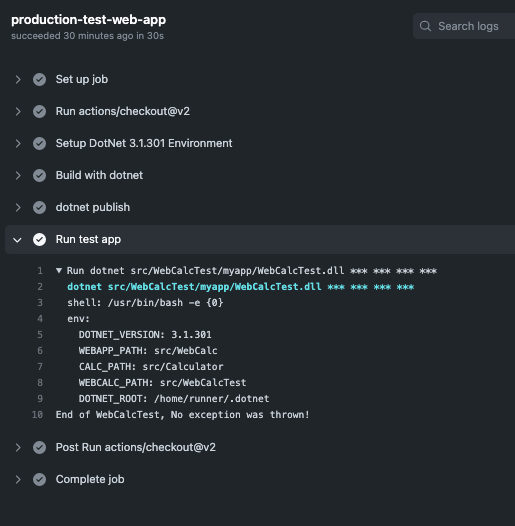 production-test-web-app
succeeded 30 minutes ago in 30s
Search logs
Set up job
Run actions/checkout@v2
Setup DotNet 3.1.301 Environment
Build with dotnet
dotnet publish
Run test app
1 ▼ Run dotnet src/WebCalcTest/myapp/WebCalcTest.dll *** *** *** ***
2 dotnet src/WebCalcTest/myapp/WebCalcTest.dll *** *** *** ***
3 shell: /usr/bin/bash -e {0}
4 env:
5 DOTNET_VERSION: 3.1.301
6 WEBAPP_PATH: src/WebCalc
7 CALC_PATH: src/Calculator
8 WEBCALC_PATH: src/WebCalcTest
9 DOTNET_ROOT: /home/runner/.dotnet
10 End of WebCalcTest, No exception was thrown!
Post Run actions/checkout@v2
Complete job